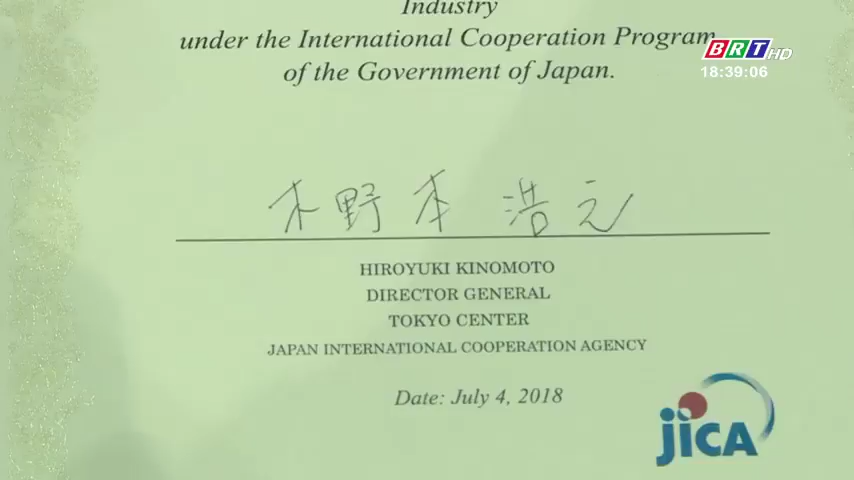 Industry
under the International Cooperation Program
of the Government of Japan.
BRT HD
18:39:06
木野本 浩之
HIROYUKI KINOMOTO
DIRECTOR GENERAL
TOKYO CENTER
JAPAN INTERNATIONAL COOPERATION AGENCY
Date: July 4, 2018
jICA